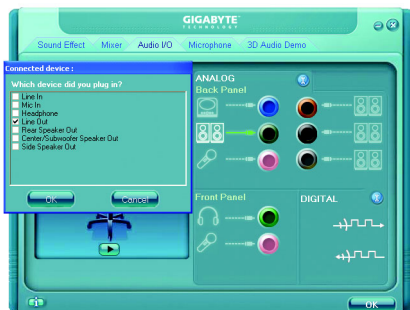 GIGABYTE
TECHNOLOGY
Sound Effect Mixer Audio I/O Microphone 3D Audio Demo
Connected device :
Which device did you plug in?
Line In
Mic In
Headphone
Line Out
Rear Speaker Out
Center/Subwoofer Speaker Out
Side Speaker Out
OK Cancel
ANALOG
Back Panel
Front Panel
DIGITAL
OK